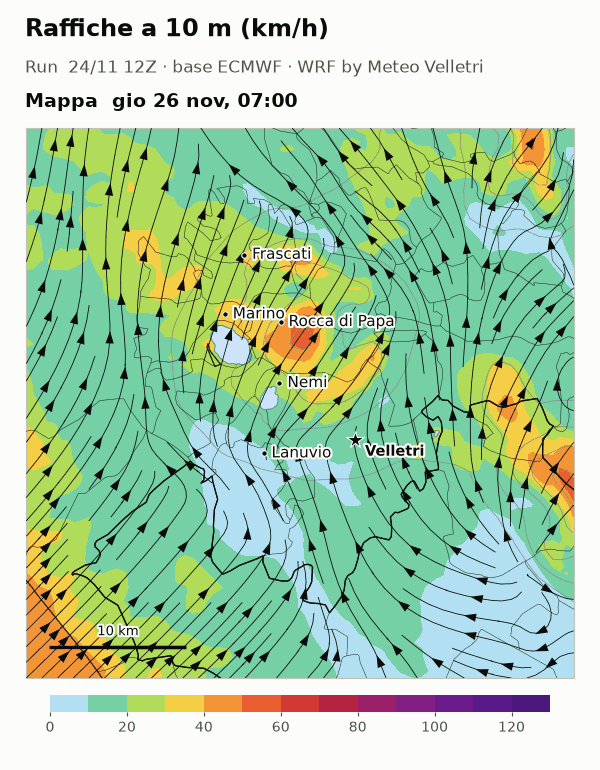 Raffiche a 10 m (km/h)
Run  24/11 12Z · base ECMWF · WRF by Meteo Velletri
Mappa  gio 26 nov, 07:00
Frascati
Marino
Rocca di Papa
Nemi
Velletri
Lanuvio
10 km
0 20 40 60 80 100 120